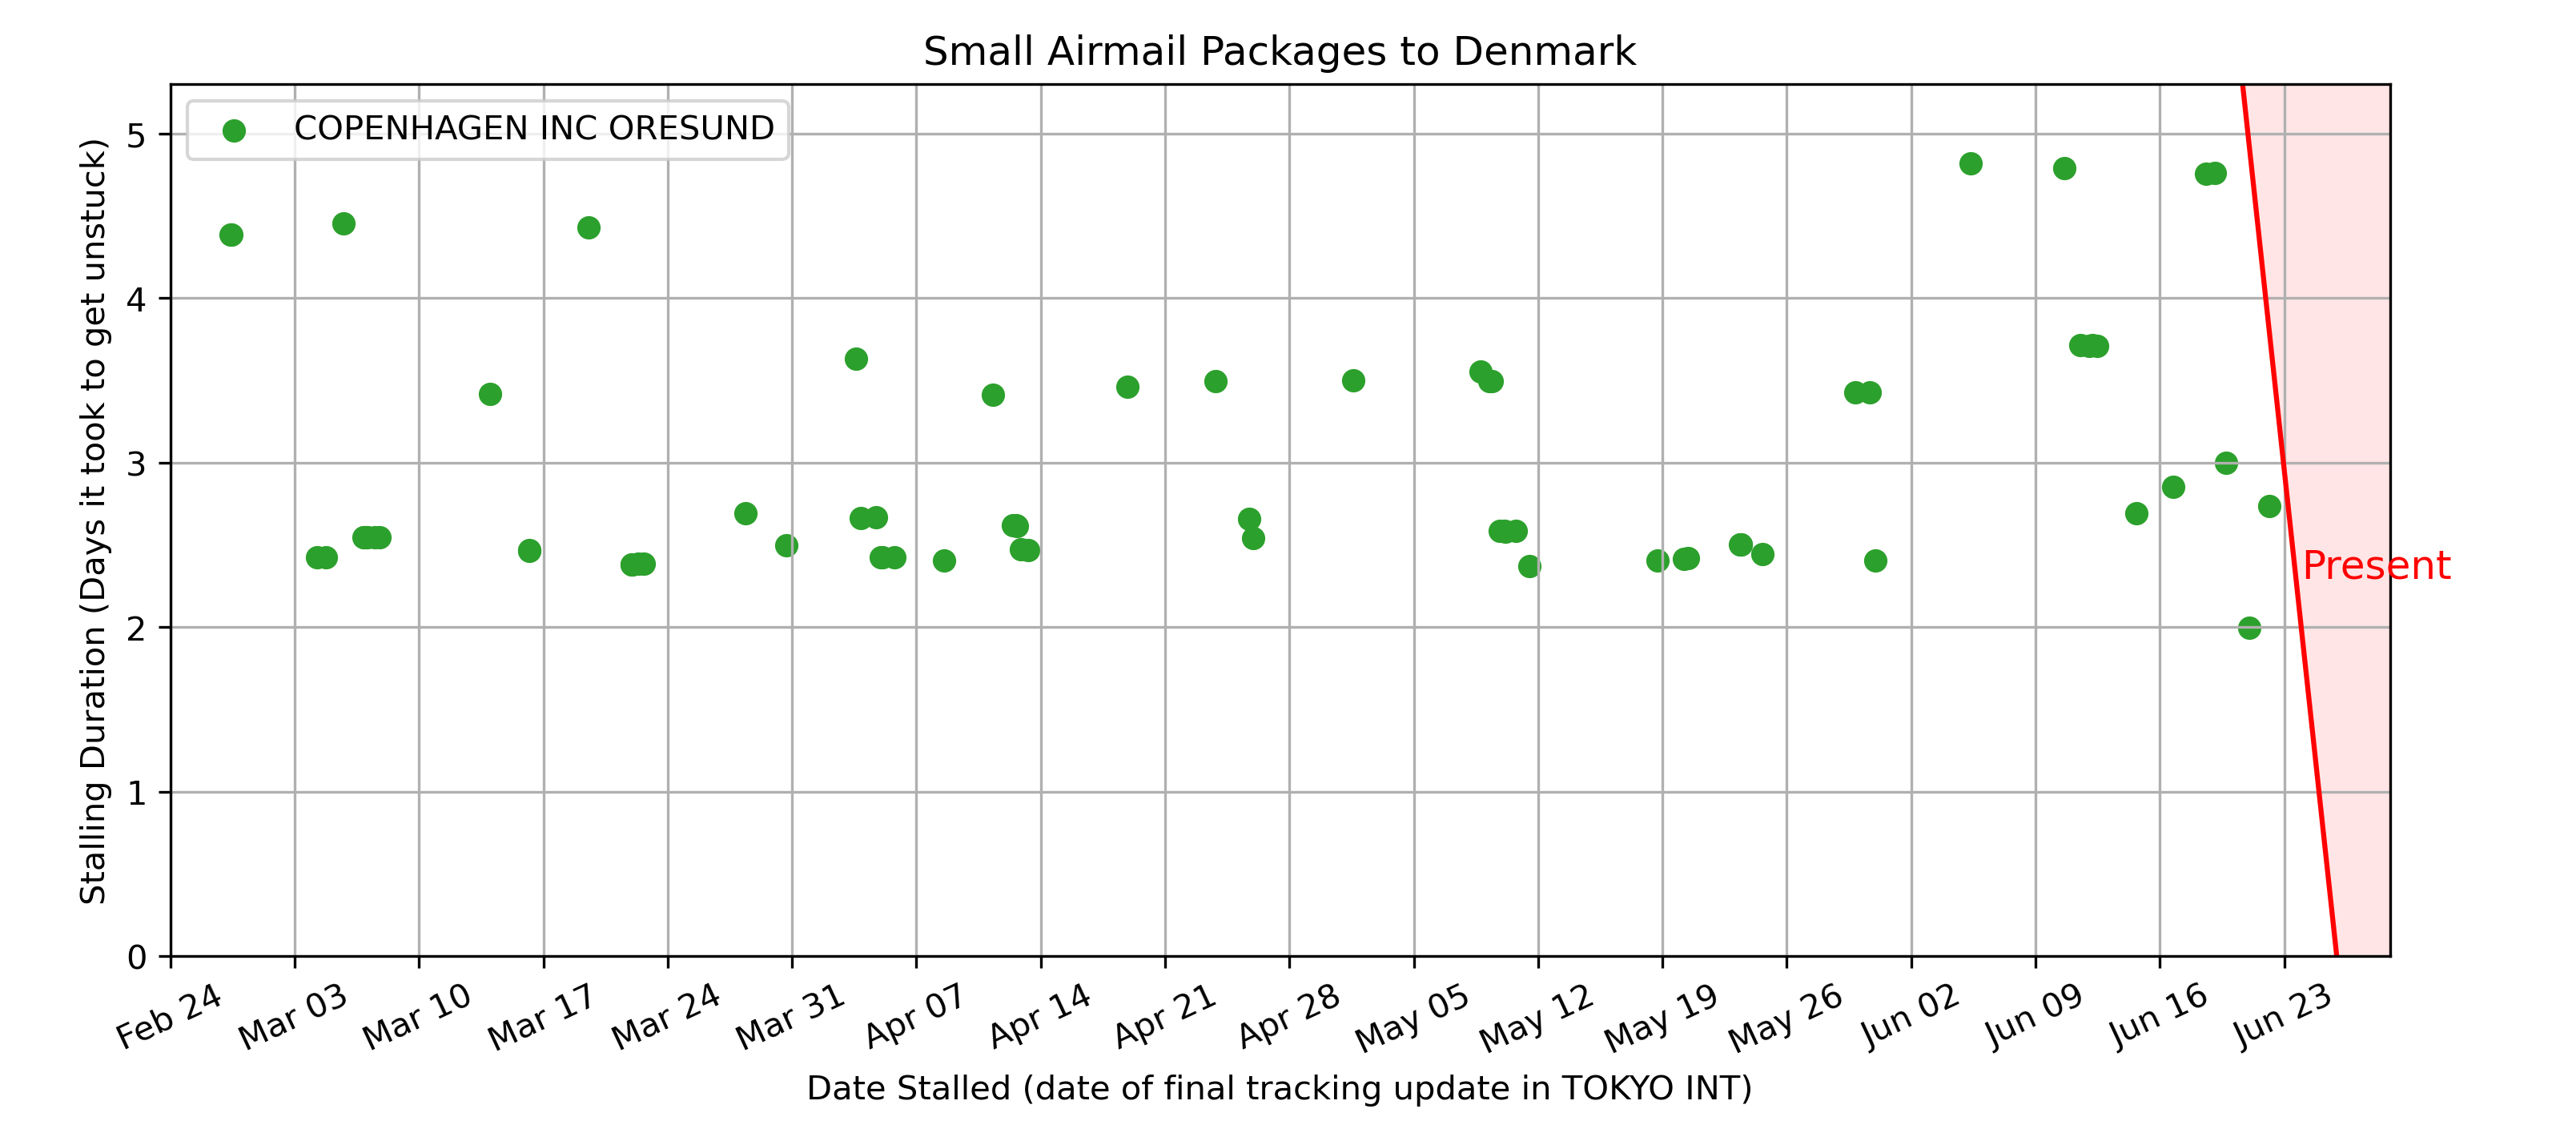 Small Airmail Packages to Denmark
COPENHAGEN INC ORESUND
Stalling Duration (Days it took to get unstuck)
5
4
3
2
1
0
Present
Feb 24
Mar 03
Mar 10
Mar 17
Mar 24
Mar 31
Apr 07
Apr 14
Apr 21
Apr 28
May 05
May 12
May 19
May 26
Jun 02
Jun 09
Jun 16
Jun 23
Date Stalled (date of final tracking update in TOKYO INT)